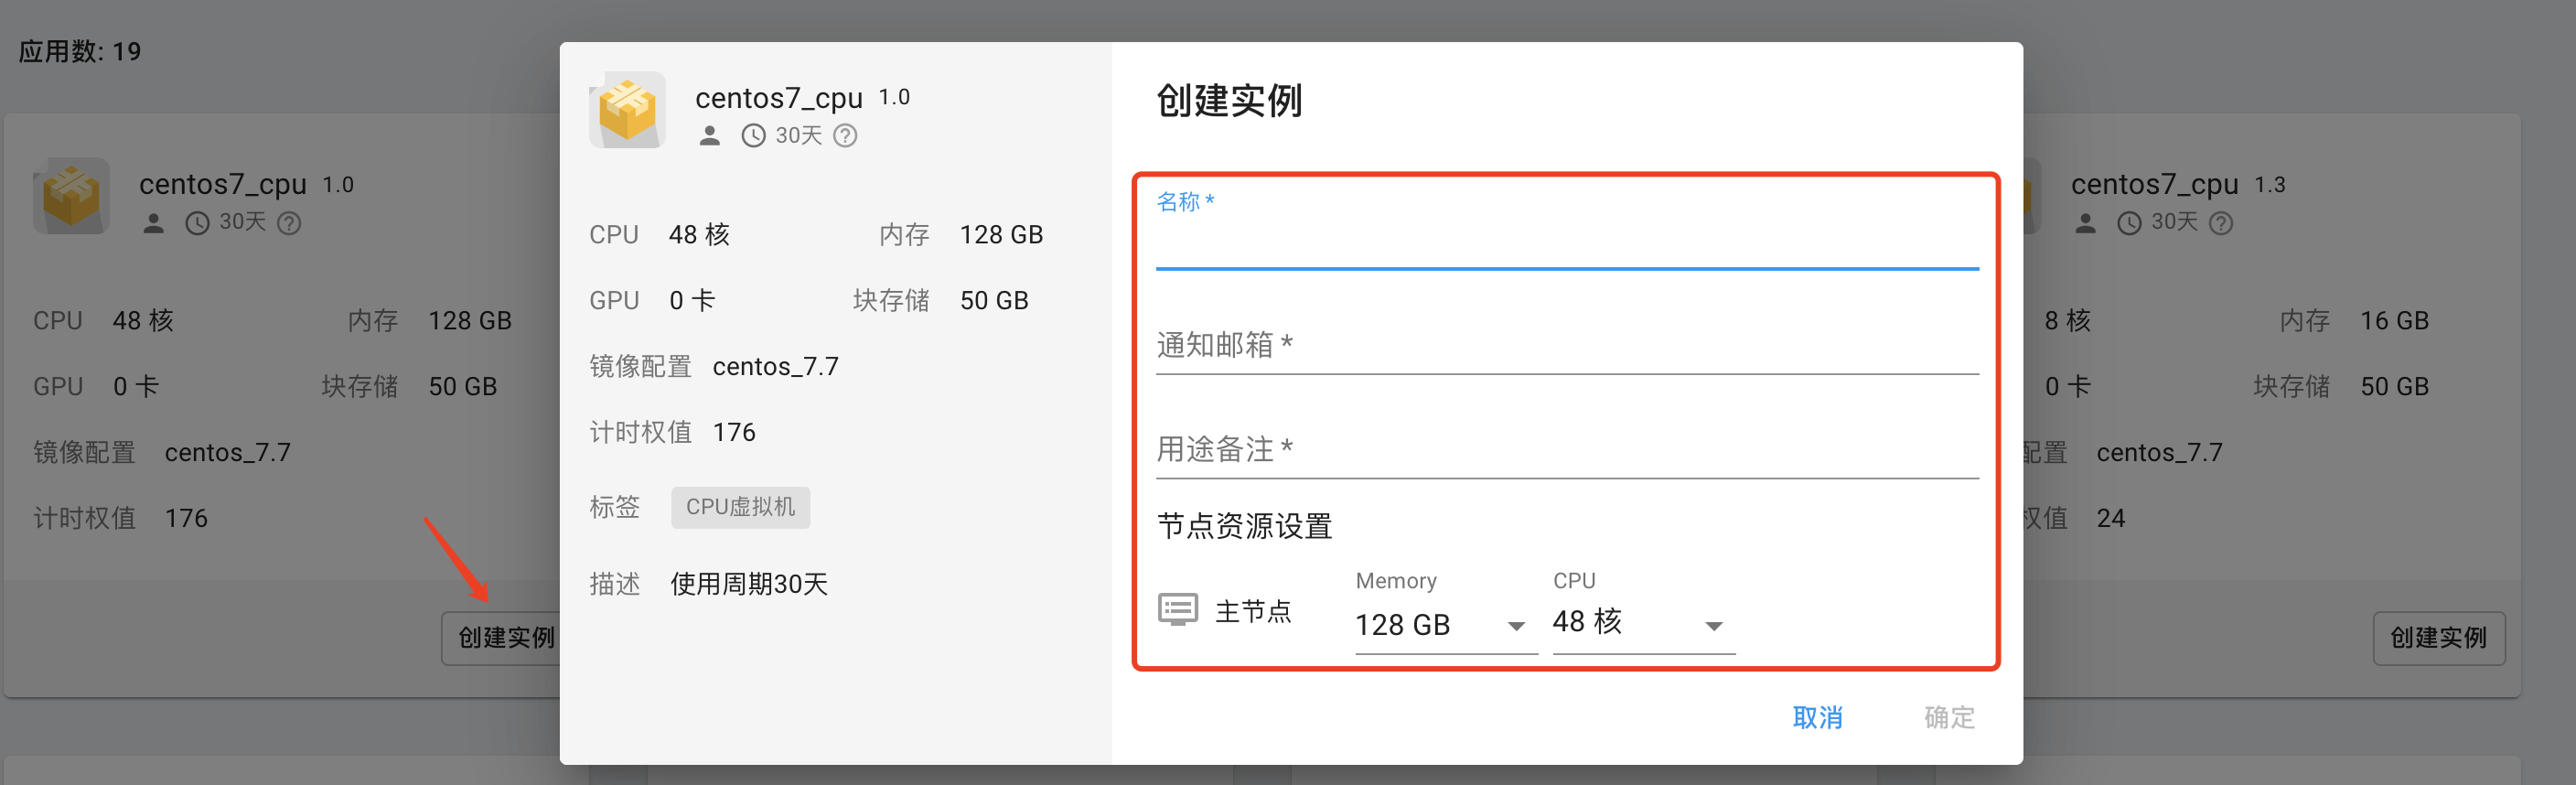 应用数: 19
centos7_cpu 1.0
30天
CPU 48 核 内存 128 GB
GPU 0 卡 块存储 50 GB
镜像配置 centos_7.7
计时权值 176
创建实例
centos7_cpu 1.0
30天
CPU 48 核 内存 128 GB
GPU 0 卡 块存储 50 GB
镜像配置 centos_7.7
计时权值 176
标签 CPU虚拟机
描述 使用周期30天
创建实例
名称 *
通知邮箱 *
用途备注 *
节点资源设置
主节点
Memory
128 GB
CPU
48 核
取消 确定
centos7_cpu 1.3
30天
8 核 内存 16 GB
0 卡 块存储 50 GB
配置 centos_7.7
权值 24
创建实例